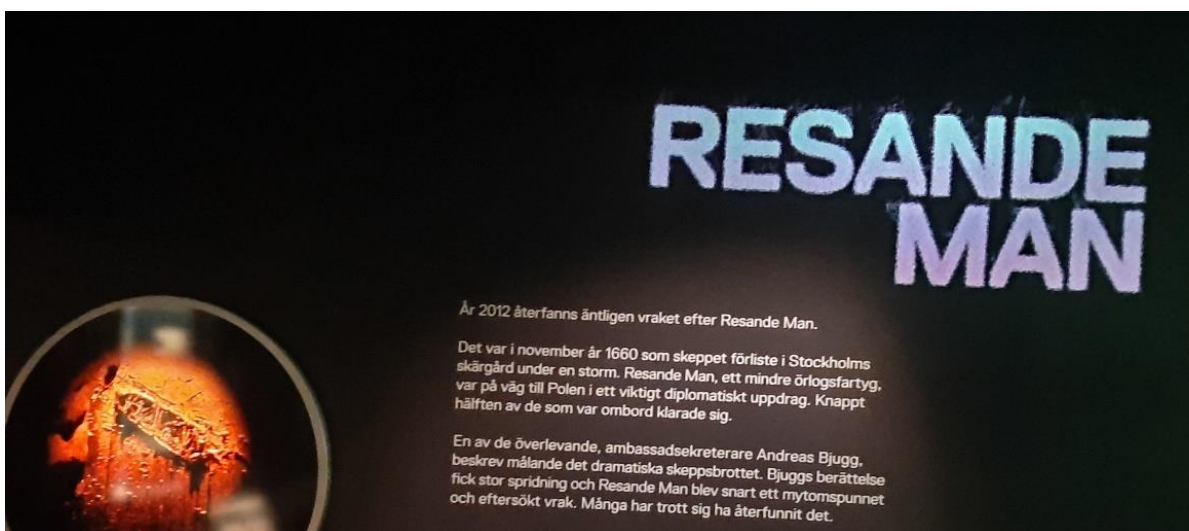 RESANDE
MAN
År 2012 återfanns äntligen vraket efter Resande Man.
Det var i november år 1660 som skeppet förliste i Stockholms
skärgård under en storm. Resande Man, ett mindre örlogsfartyg,
var på väg till Polen i ett viktigt diplomatiskt uppdrag. Knappt
hälften av de som var ombord klarade sig.
En av de överlevande, ambassadsekreterare Andreas Bjugg,
beskrev målande det dramatiska skeppsbrottet. Bjuggs berättelse
fick stor spridning och Resande Man blev snart ett mytomspunnet
och eftersökt vrak. Många har trott sig ha återfunnit det.